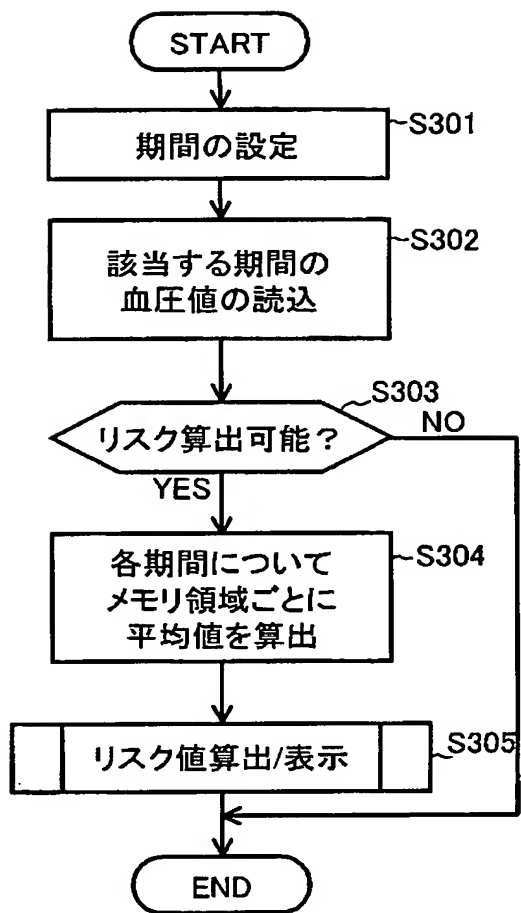 START
期間の設定
S301
該当する期間の
血圧値の読込
S302
リスク算出可能？
S303
NO
YES
各期間について
メモリ領域ごとに
平均値を算出
S304
リスク値算出/表示
S305
END